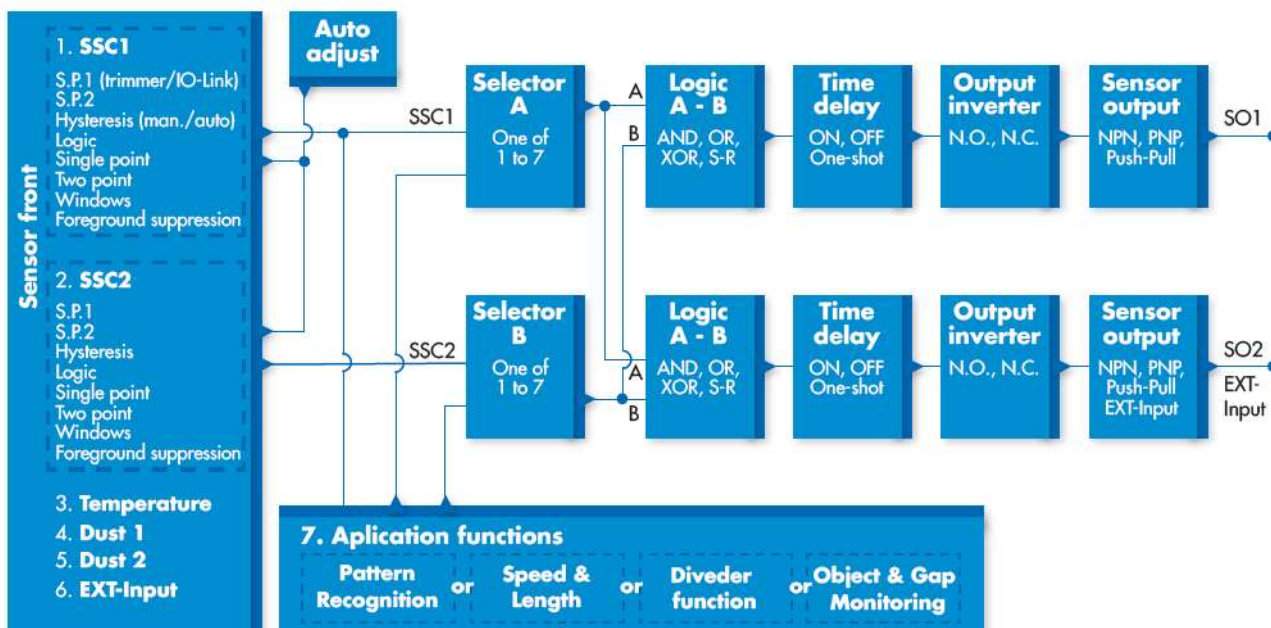 Sensor front
1. SSC1
S.P.1 (trimmer/IO-Link)
S.P.2
Hysteresis (man./auto)
Logic
Single point
Two point
Windows
Foreground suppression
2. SSC2
S.P.1
S.P.2
Hysteresis
Logic
Single point
Two point
Windows
Foreground suppression
3. Temperature
4. Dust 1
5. Dust 2
6. EXT-Input
Auto
adjust
SSC1
Selector
A
One of
1 to 7
A
B
Logic
A - B
AND, OR,
XOR, S-R
Time
delay
ON, OFF
One-shot
Output
inverter
N.O., N.C.
Sensor
output
NPN, PNP,
Push-Pull
SO1
SSC2
Selector
B
One of
1 to 7
A
B
Logic
A - B
AND, OR,
XOR, S-R
Time
delay
ON, OFF
One-shot
Output
inverter
N.O., N.C.
Sensor
output
NPN, PNP,
Push-Pull
EXT-Input
SO2
EXT-
Input
7. Aplication functions
Pattern
Recognition
or
Speed &
Length
or
Diveder
function
or
Object & Gap
Monitoring